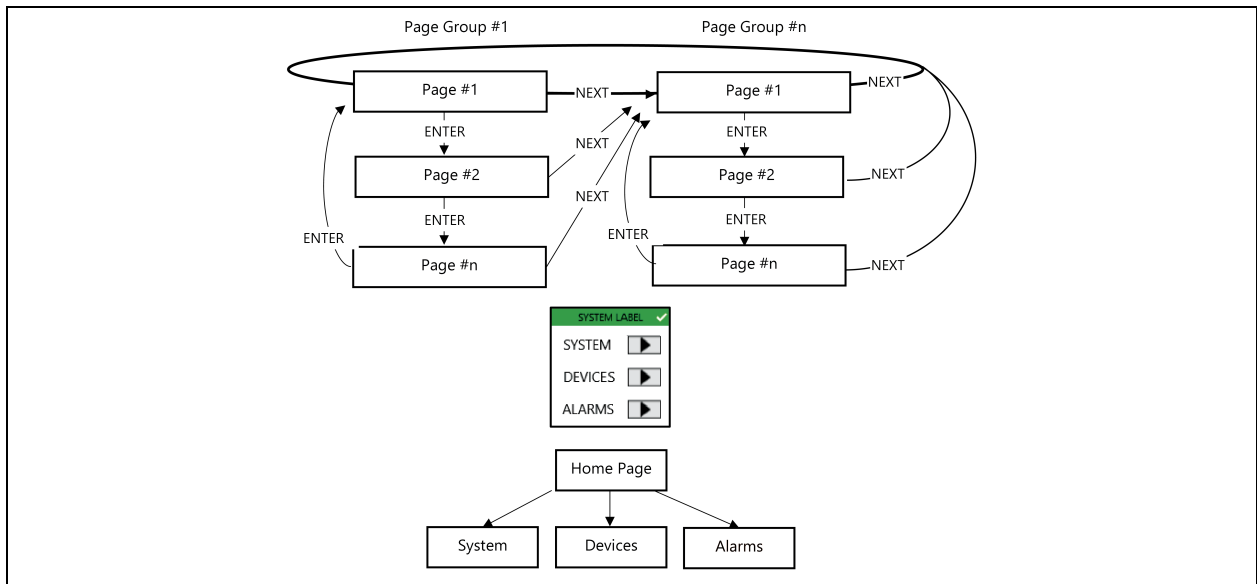 Page Group #1
Page Group #n
Page #1
NEXT
Page #1
NEXT
ENTER
NEXT
ENTER
Page #2
NEXT
Page #2
NEXT
ENTER
ENTER
ENTER
ENTER
Page #n
Page #n
NEXT
SYSTEM LABEL
SYSTEM
DEVICES
ALARMS
Home Page
System
Devices
Alarms